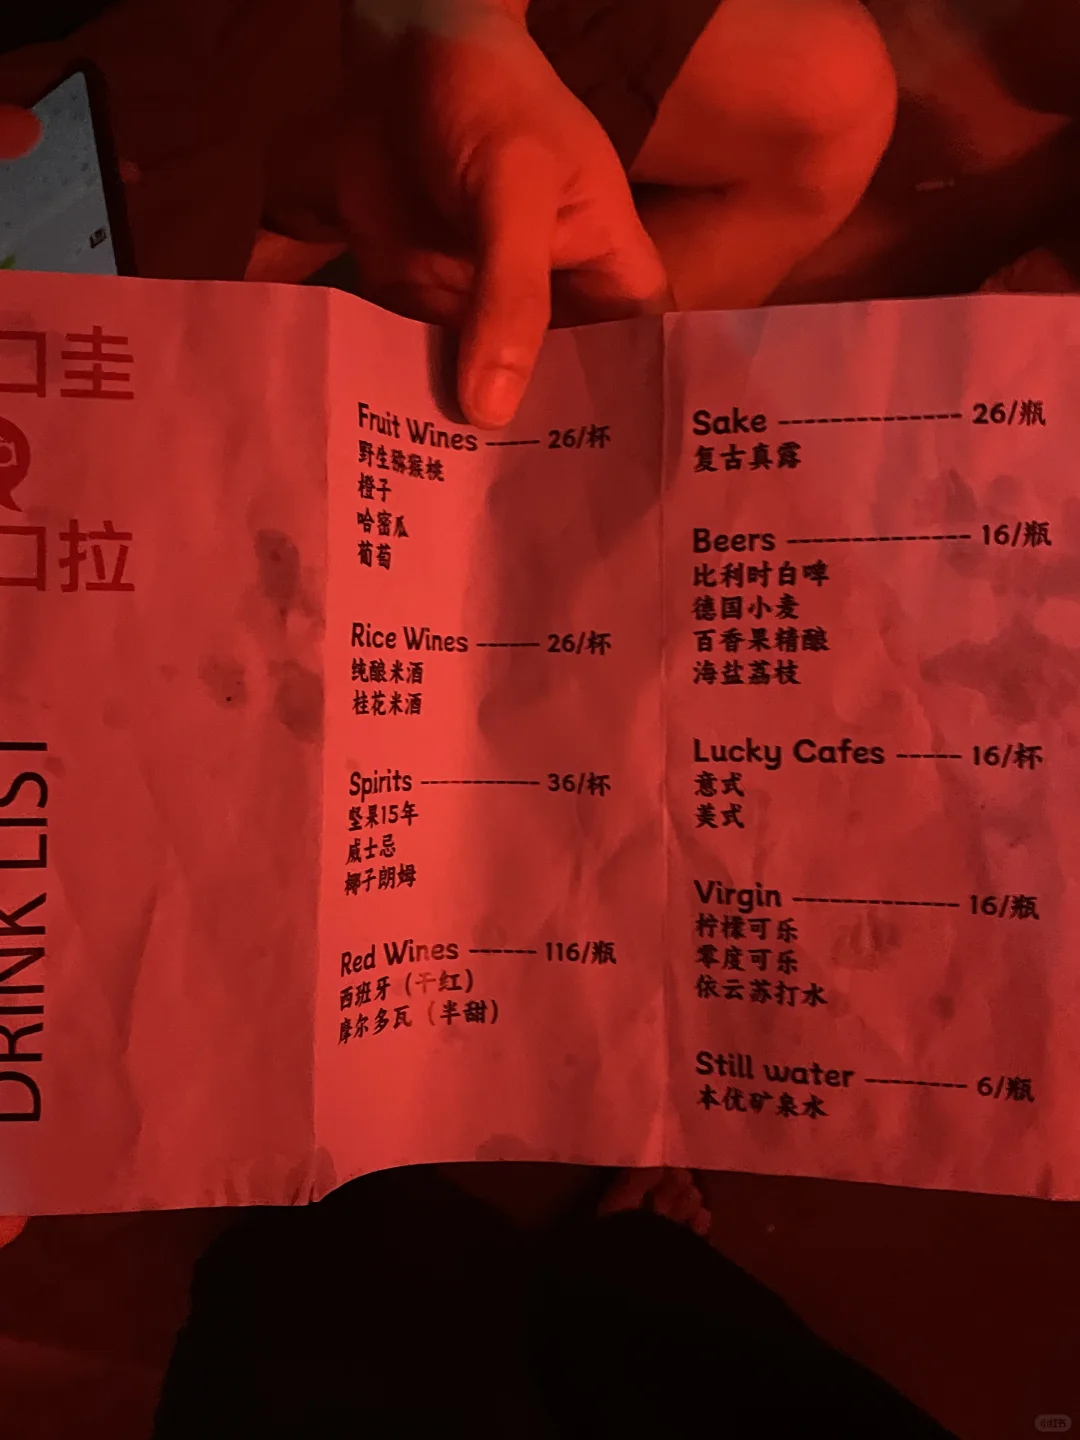 口圭
口拉
DRINK LIST
Fruit Wines —— 26/杯
野生猕猴桃
橙子
哈密瓜
葡萄
Rice Wines ------ 26/杯
纯酿米酒
桂花米酒
Spirits ----------- 36/杯
坚果15年
威士忌
椰子朗姆
Red Wines ------ 116/瓶
西班牙（干红）
摩尔多瓦（半甜）
Sake -------------- 26/瓶
复古真露
Beers -------------- 16/瓶
比利时白啤
德国小麦
百香果精酿
海盐荔枝
Lucky Cafes ----- 16/杯
意式
美式
Virgin ------------- 16/瓶
柠檬可乐
零度可乐
依云苏打水
Still water -------- 6/瓶
本优矿泉水